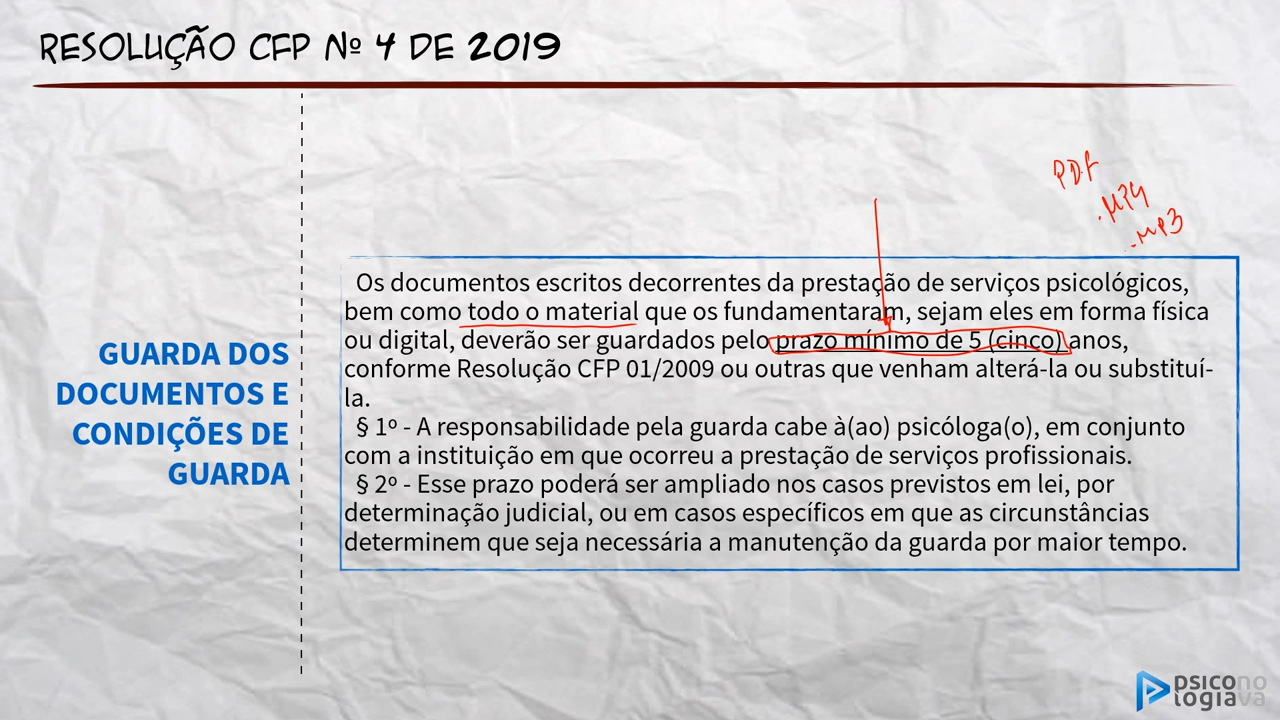 RESOLUÇÃO CFP Nº 4 DE 2019
PDF
.MP4
.MP3
GUARDA DOS
DOCUMENTOS E
CONDIÇÕES DE
GUARDA
Os documentos escritos decorrentes da prestação de serviços psicológicos,
bem como todo o material que os fundamentaram, sejam eles em forma física
ou digital, deverão ser guardados pelo prazo mínimo de 5 (cinco) anos,
conforme Resolução CFP 01/2009 ou outras que venham alterá-la ou substituí-
la.
§ 1º - A responsabilidade pela guarda cabe à(ao) psicóloga(o), em conjunto
com a instituição em que ocorreu a prestação de serviços profissionais.
§ 2º - Esse prazo poderá ser ampliado nos casos previstos em lei, por
determinação judicial, ou em casos específicos em que as circunstâncias
determinem que seja necessária a manutenção da guarda por maior tempo.
psicono
logiava